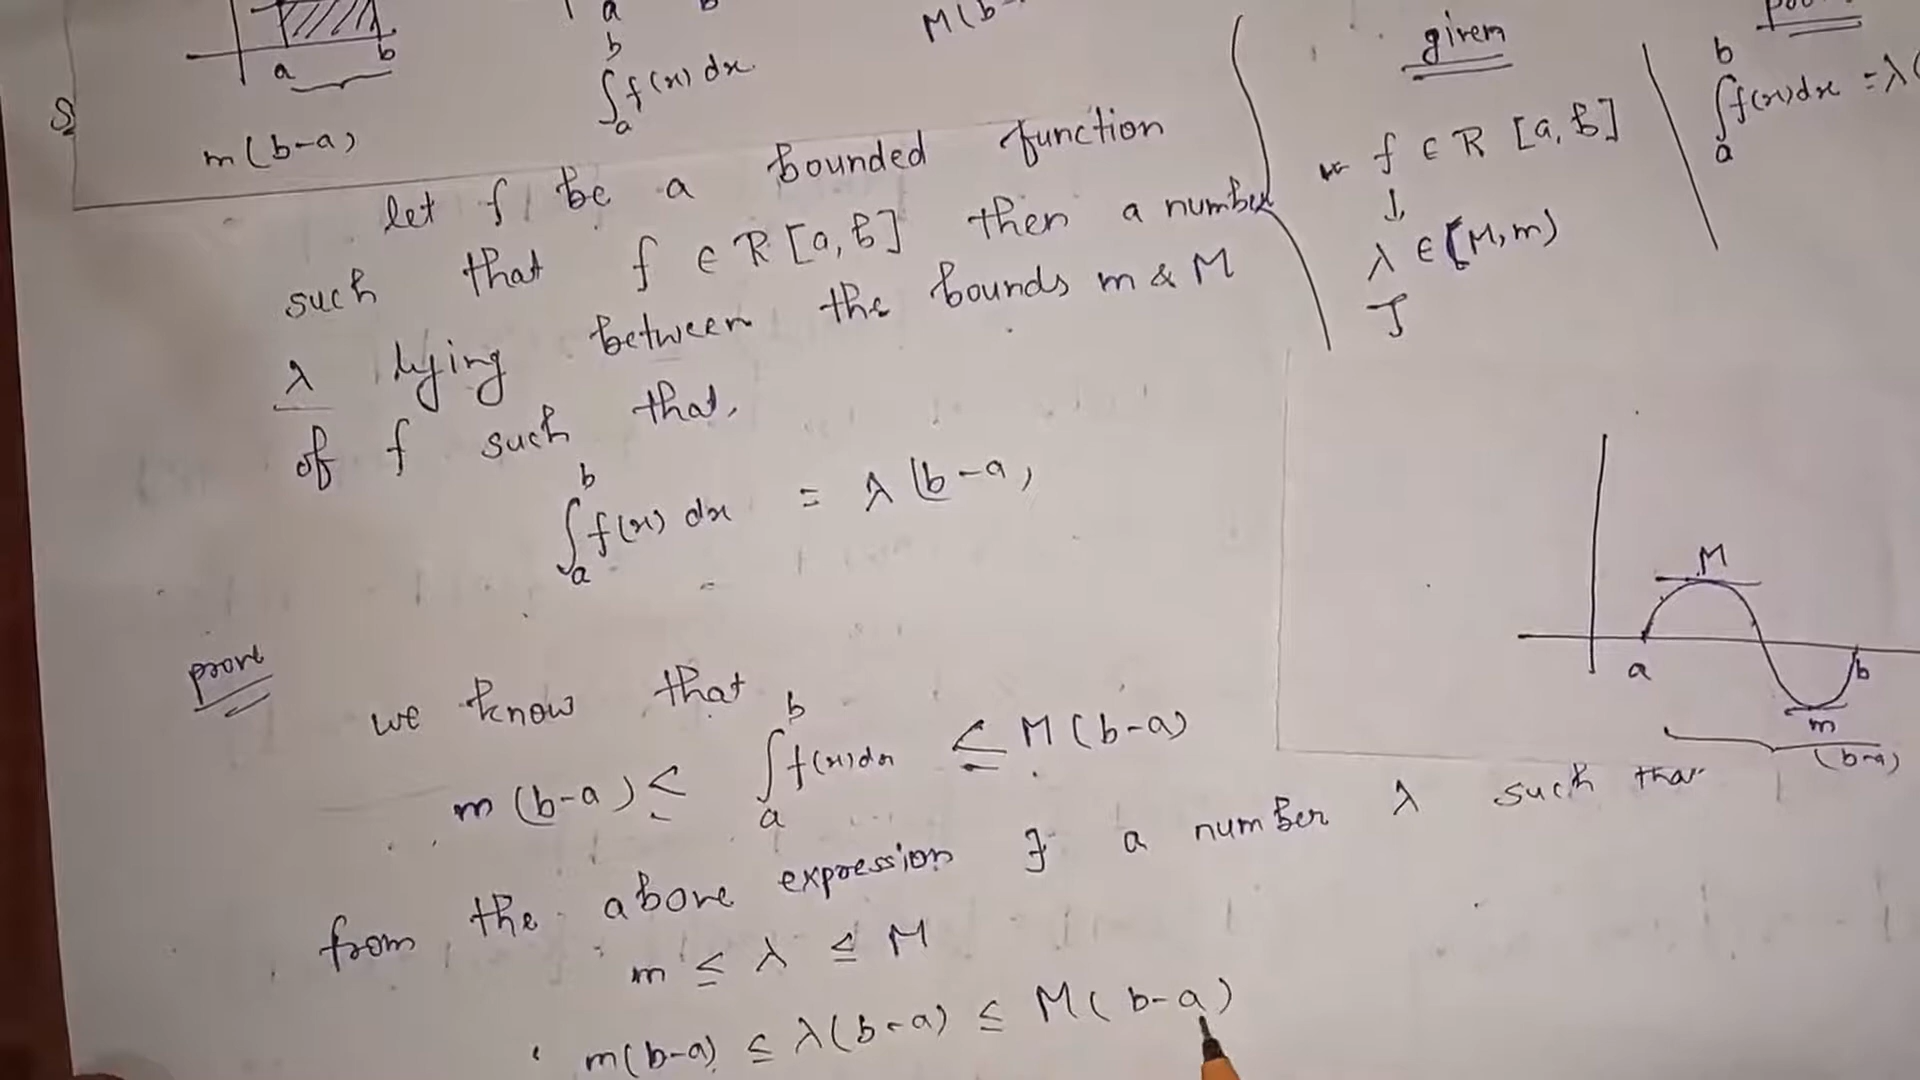 a b
m(b-a)
a
b
∫f(x) dx.
a
M(b-
given
f ∈ R [a, b]
↓
λ ∈ [M, m)
b
∫f(x)dx = λ(
a
let f be a bounded function
such that f ∈ R [a, b] then a number
λ lying between the bounds m & M
of f such that,
b
∫f(x) dx = λ (b-a)
a
M
a b
m
(b-a)
prove
we know that
b
m (b-a) ≤ ∫f(x)dx ≤ M (b-a)
a
from the above expression ∃ a number λ such that
m ≤ λ ≤ M
m(b-a) ≤ λ(b-a) ≤ M(b-a)